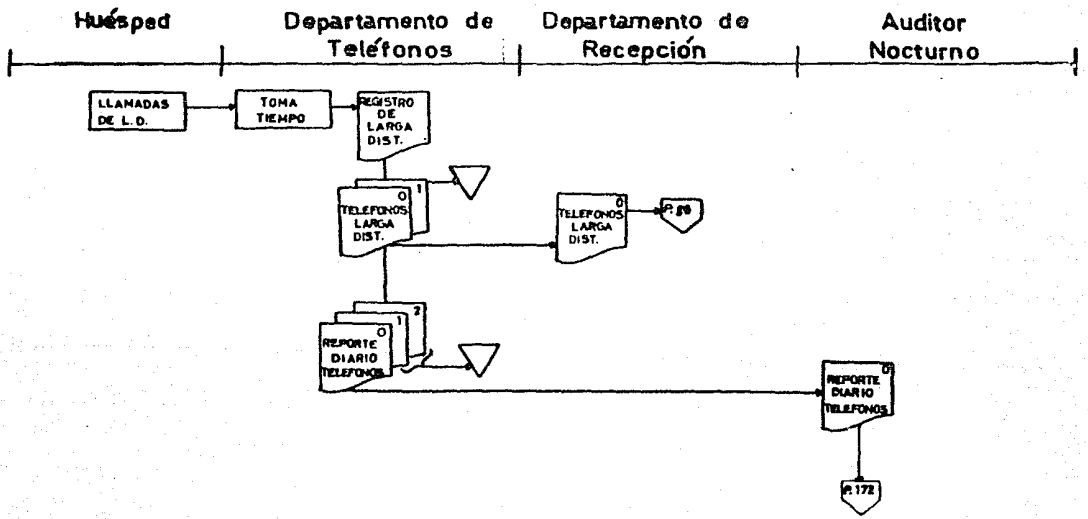 Huésped
Departamento de
Teléfonos
Departamento de
Recepción
Auditor
Nocturno
LLAMADAS
DE L.D.
TOMA
TIEMPO
REGISTRO
DE
LARGA
DIST.
1
0
TELEFONOS
LARGA
DIST.
0
TELEFONOS
LARGA
DIST.
2
1
0
REPORTE
DIARIO
TELEFONOS
0
REPORTE
DIARIO
TELEFONOS
P. 172